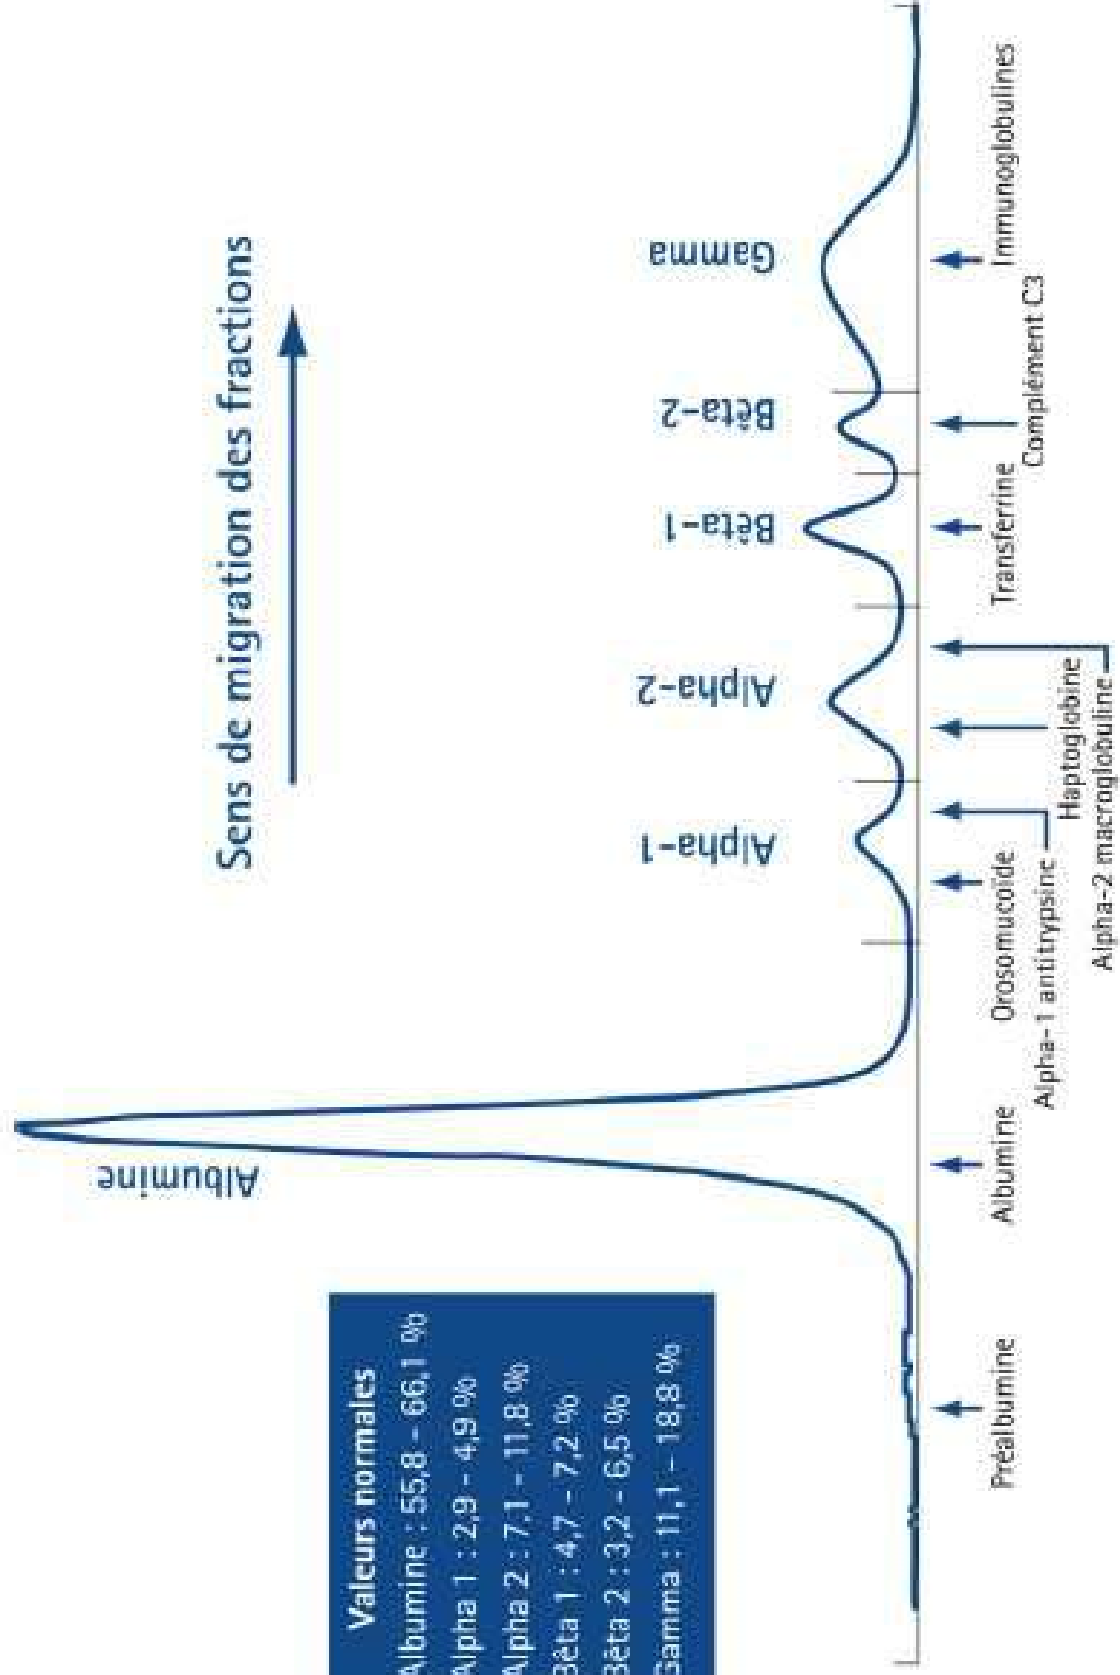 Sens de migration des fractions
Albumine
Alpha-1
Alpha-2
Bêta-1
Bêta-2
Gamma
Valeurs normales
Albumine : 55,8 - 66,1 %
Alpha 1 : 2,9 - 4,9 %
Alpha 2 : 7,1 - 11,8 %
Bêta 1 : 4,7 - 7,2 %
Bêta 2 : 3,2 - 6,5 %
Gamma : 11,1 - 18,8 %
Préalbumine
Albumine
Orosomucoïde
Alpha-1 antitrypsine
Haptoglobine
Alpha-2 macroglobuline
Transferrine
Complément C3
Immunoglobulines